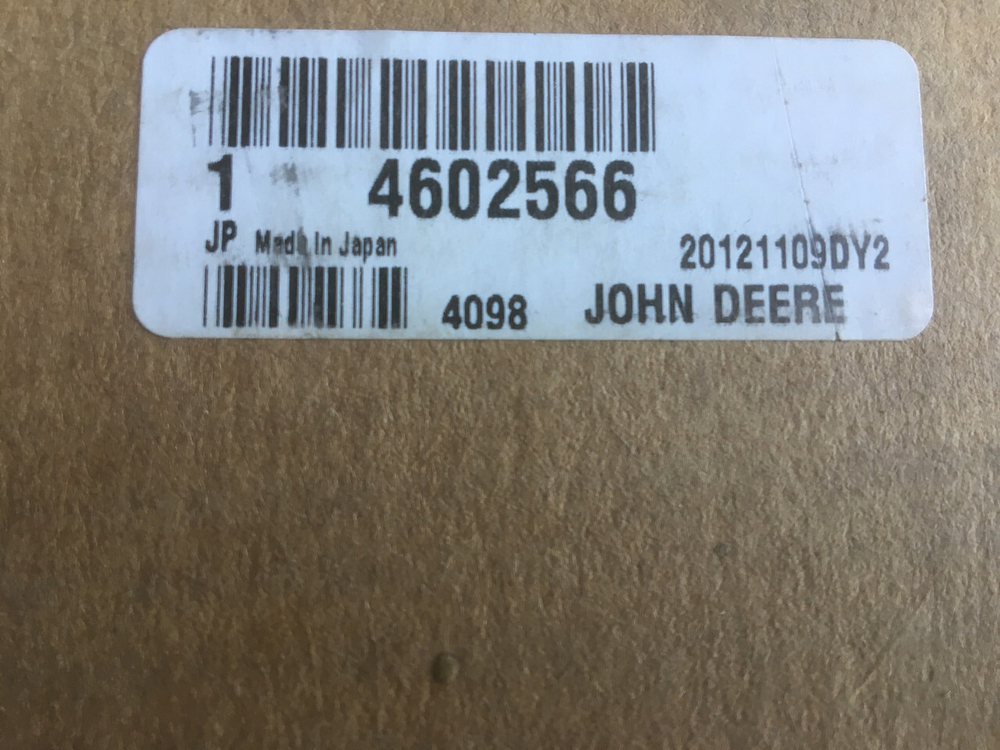 1 4602566
JP Made In Japan
20121109DY2
4098 JOHN DEERE